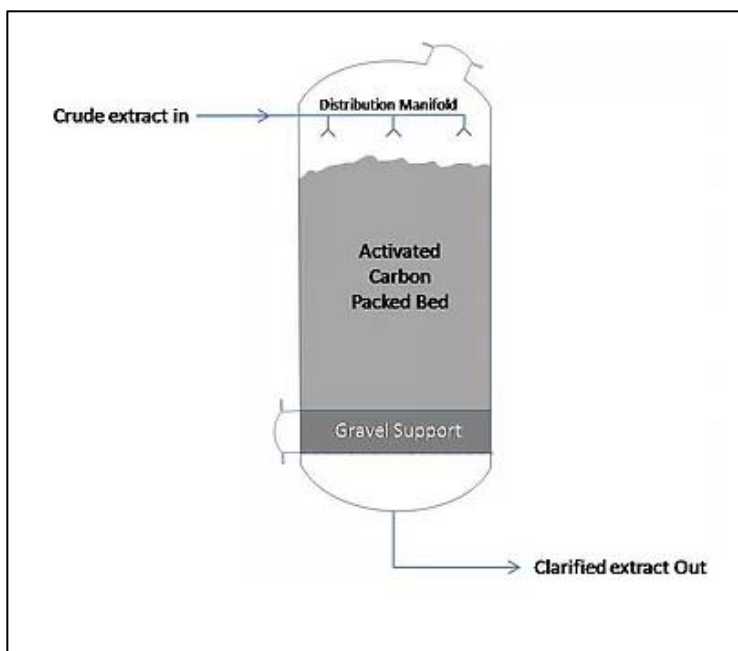 Distribution Manifold
Crude extract in
Activated
Carbon
Packed Bed
Gravel Support
Clarified extract Out